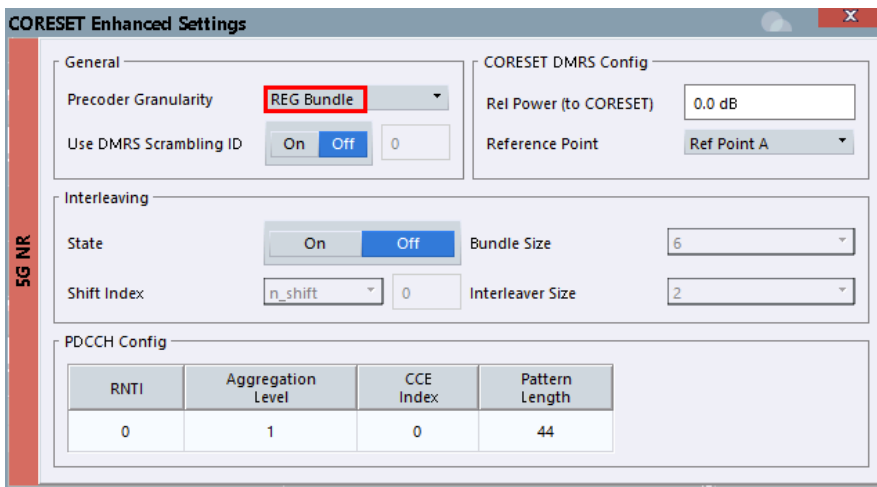 CORESET Enhanced Settings
X
5G NR
General
Precoder Granularity REG Bundle
Use DMRS Scrambling ID On Off 0
CORESET DMRS Config
Rel Power (to CORESET) 0.0 dB
Reference Point Ref Point A
Interleaving
State On Off Bundle Size 6
Shift Index n_shift 0 Interleaver Size 2
PDCCH Config
RNTI Aggregation Level CCE Index Pattern Length
0 1 0 44